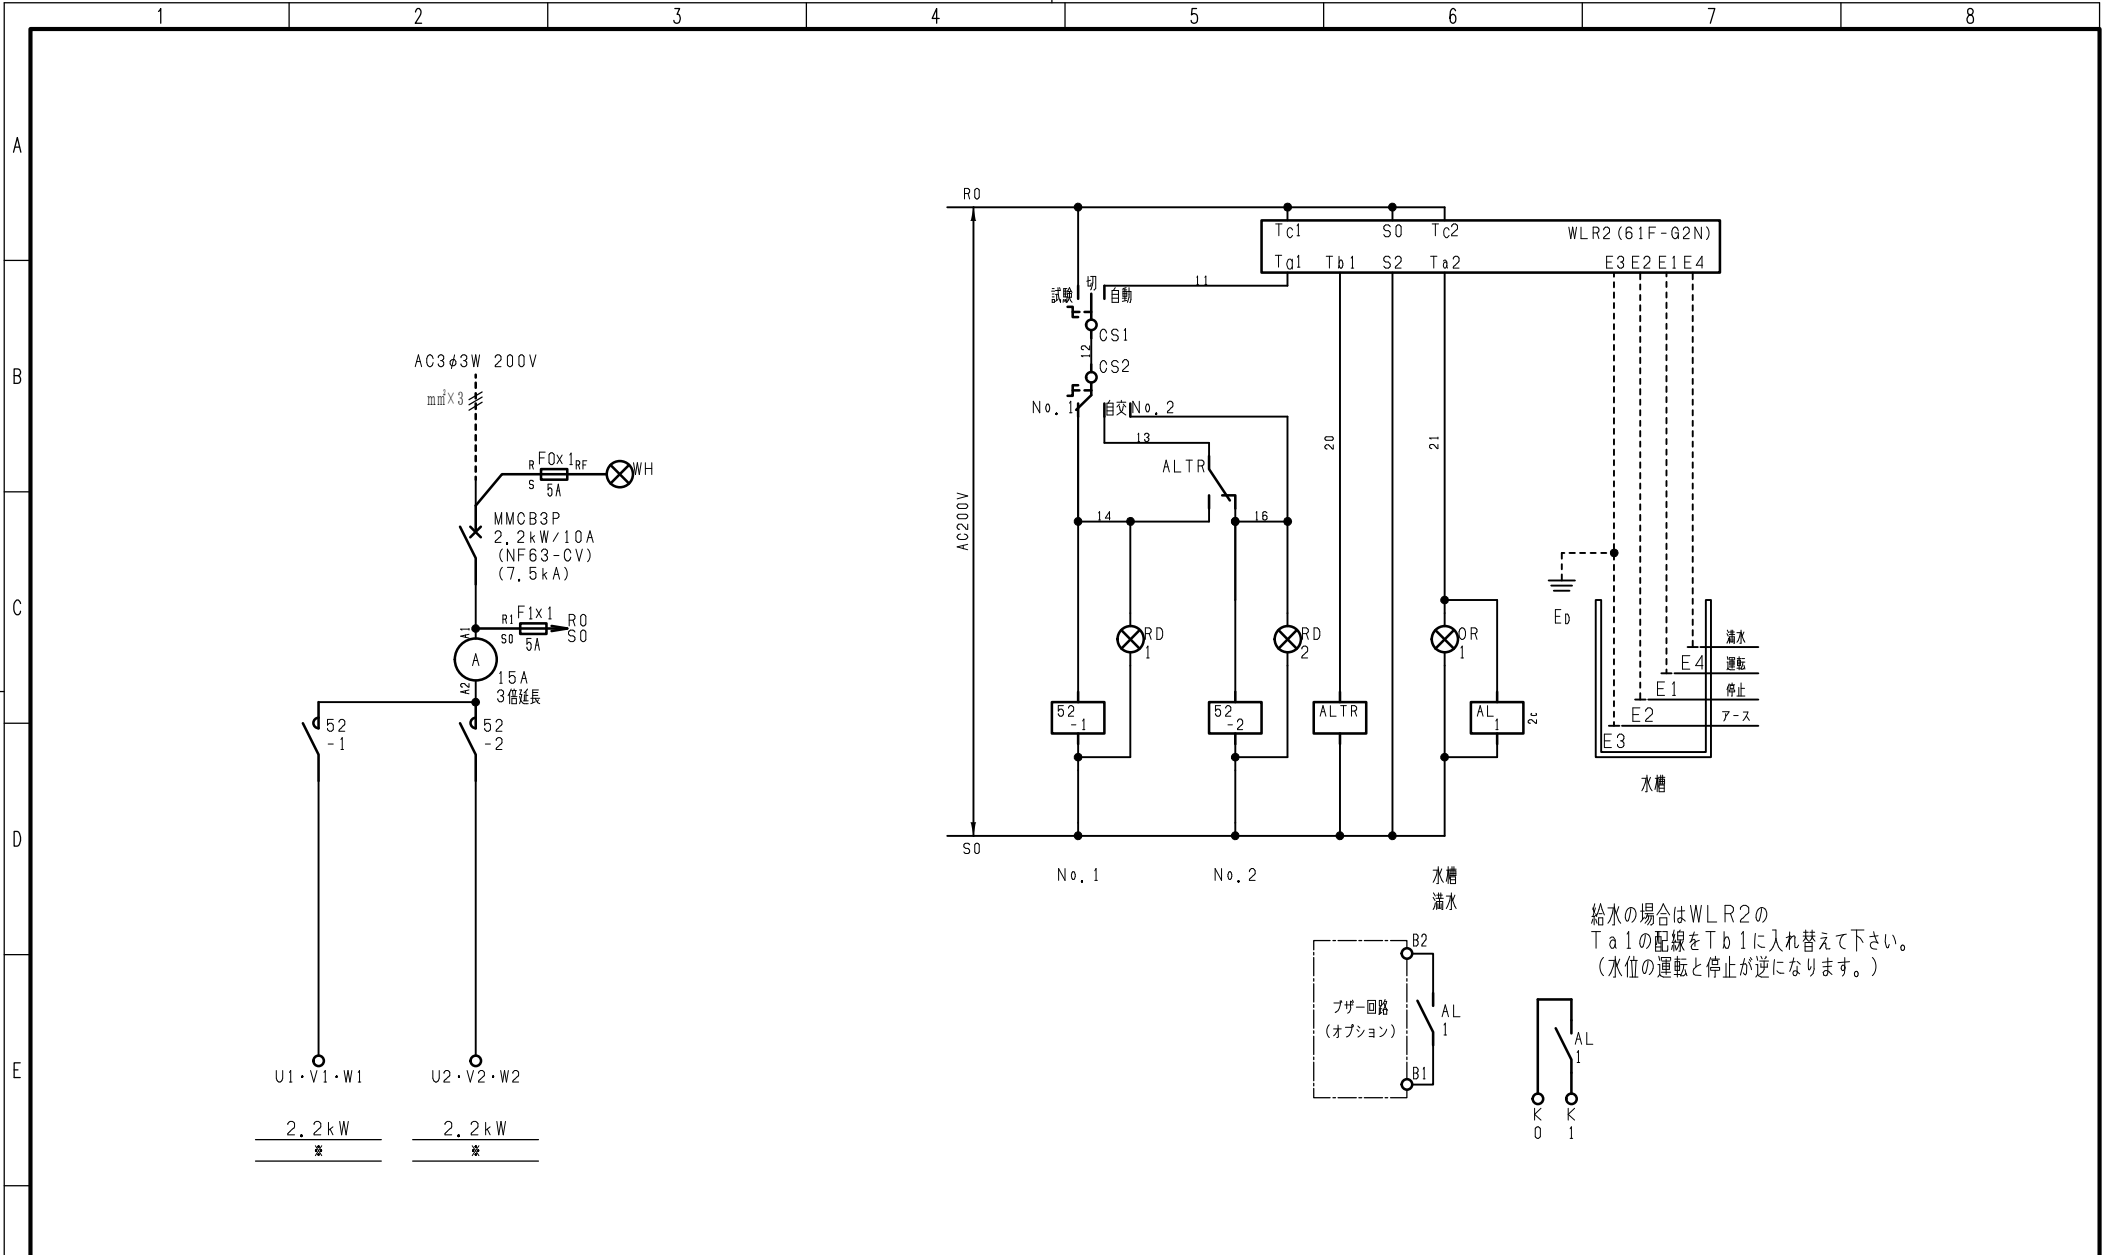 1 2 3 4 5 6 7 8
A
B
C
D
E
AC3φ3W 200V
mm²×3
R F0x1 RF
S 5A
WH
MMCB3P
2.2kW/10A
(NF63-CV)
(7.5kA)
A1
R1 F1x1 R0
S0 5A S0
A
A2
15A
3倍延長
52
-1
52
-2
U1・V1・W1
U2・V2・W2
2.2kW
※
2.2kW
※
R0
AC200V
S0
Tc1 S0 Tc2 WLR2(61F-G2N)
Ta1 Tb1 S2 Ta2 E3 E2 E1 E4
試験 切 自動
11
CS1
12
CS2
No.1 自交 No.2
13
ALTR
20
21
14
16
RD
1
RD
2
OR
1
52
-1
52
-2
ALTR
AL
1
2c
ED
満水
E4 運転
E1 停止
E2 アース
E3
水槽
No.1
No.2
水槽
満水
給水の場合はWLR2の
Ta1の配線をTb1に入れ替えて下さい。
(水位の運転と停止が逆になります。)
B2
ブザー回路
(オプション)
AL
1
B1
AL
1
K
0
K
1